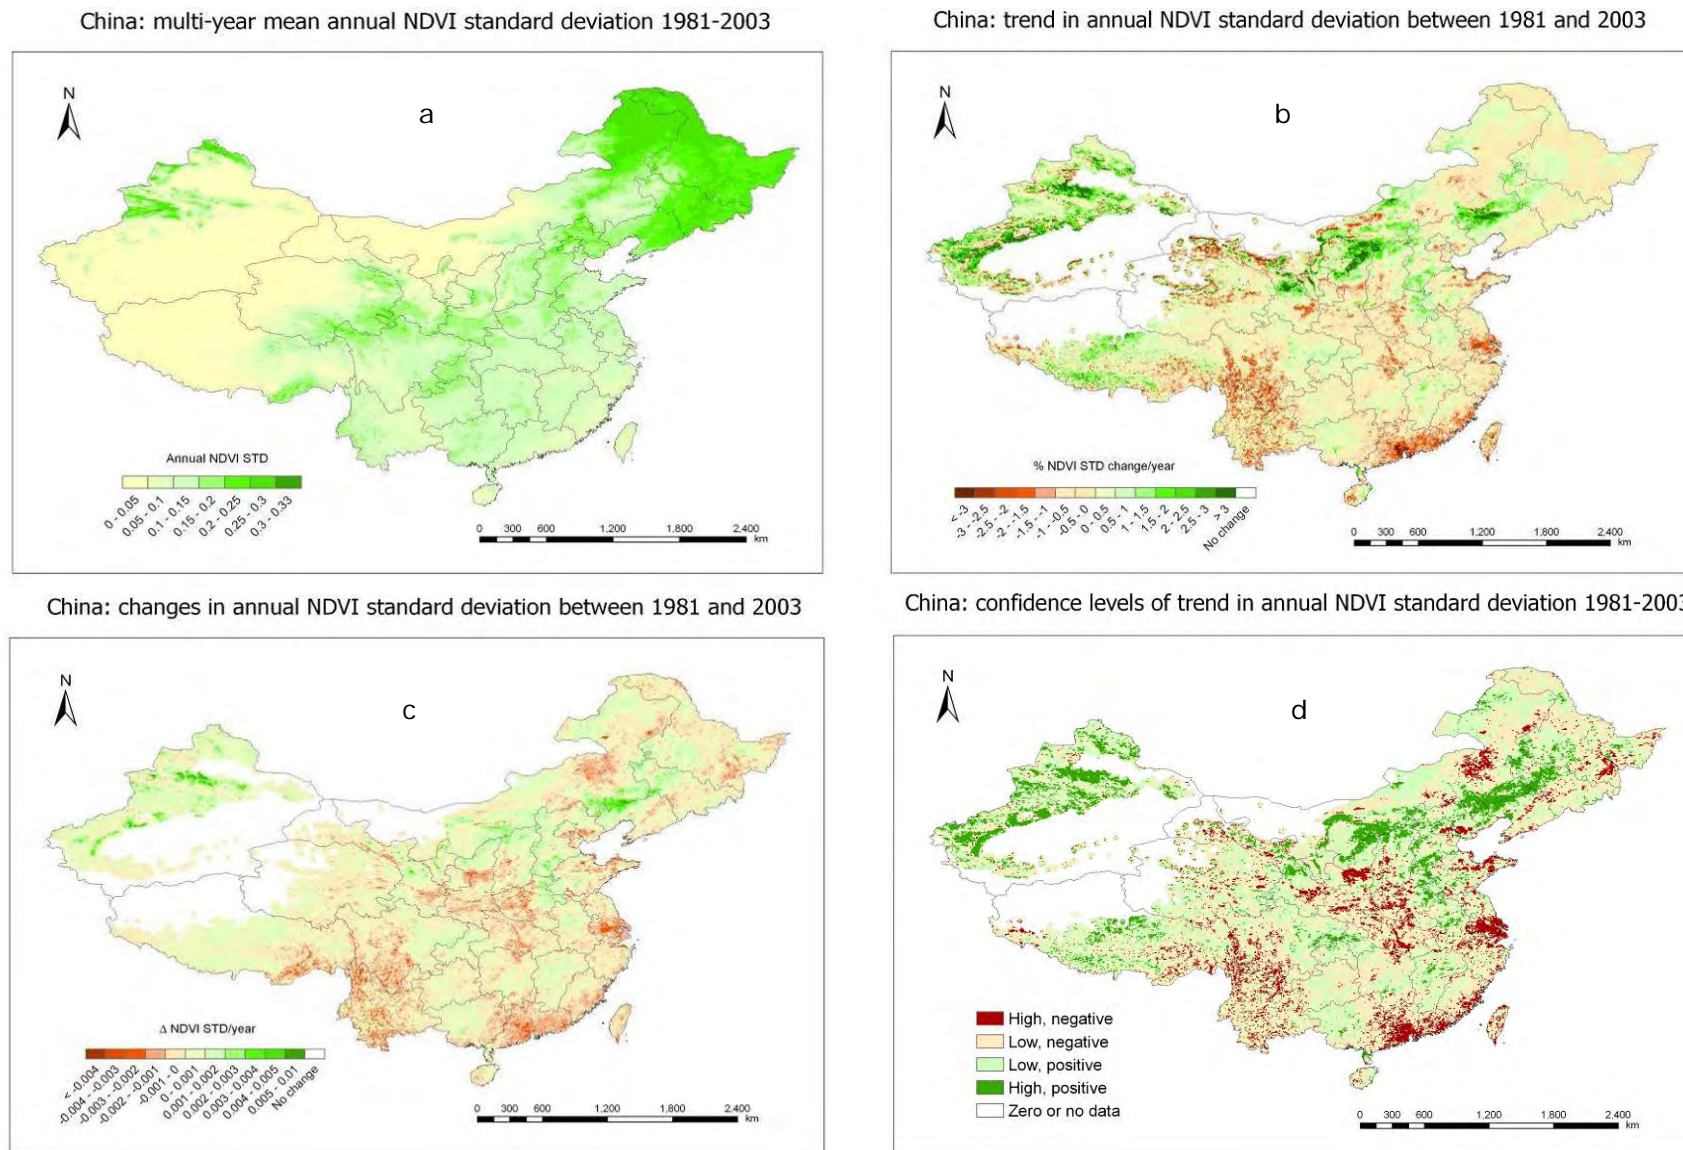 China: multi-year mean annual NDVI standard deviation 1981-2003
N
a
Annual NDVI STD
0 - 0.05
0.05 - 0.1
0.1 - 0.15
0.15 - 0.2
0.2 - 0.25
0.25 - 0.3
0.3 - 0.33
0 300 600 1,200 1,800 2,400
km
China: trend in annual NDVI standard deviation between 1981 and 2003
N
b
% NDVI STD change/year
< -3
-3 - -2.5
-2.5 - -2
-2 - -1.5
-1.5 - -1
-1 - -0.5
-0.5 - 0
0 - 0.5
0.5 - 1
1 - 1.5
1.5 - 2
2 - 2.5
2.5 - 3
> 3
No change
0 300 600 1,200 1,800 2,400
km
China: changes in annual NDVI standard deviation between 1981 and 2003
N
c
Δ NDVI STD/year
< -0.004
-0.004 - -0.003
-0.003 - -0.002
-0.002 - -0.001
-0.001 - 0
0 - 0.001
0.001 - 0.002
0.002 - 0.003
0.003 - 0.004
0.004 - 0.005
0.005 - 0.01
No change
0 300 600 1,200 1,800 2,400
km
China: confidence levels of trend in annual NDVI standard deviation 1981-2003
N
d
High, negative
Low, negative
Low, positive
High, positive
Zero or no data
0 300 600 1,200 1,800 2,400
km